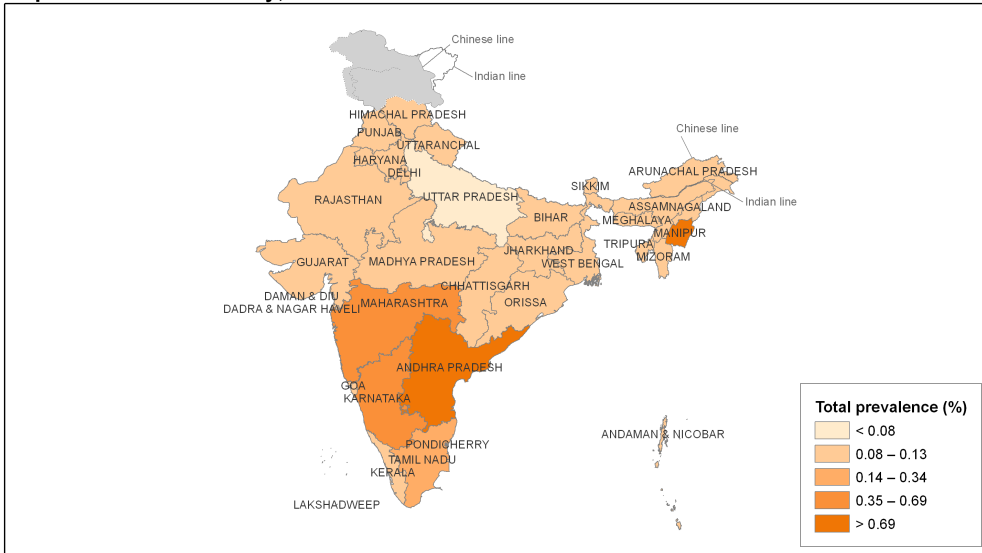 Chinese line
Indian line
HIMACHAL PRADESH
PUNJAB
UTTARANCHAL
HARYANA
DELHI
RAJASTHAN
UTTAR PRADESH
Chinese line
ARUNACHAL PRADESH
SIKKIM
Indian line
ASSAM
NAGALAND
BIHAR
MEGHALAYA
MANIPUR
TRIPURA
JHARKHAND
MIZORAM
GUJARAT
MADHYA PRADESH
WEST BENGAL
CHHATTISGARH
DAMAN & DIU
MAHARASHTRA
ORISSA
DADRA & NAGAR HAVELI
ANDHRA PRADESH
GOA
KARNATAKA
PONDICHERRY
ANDAMAN & NICOBAR
TAMIL NADU
KERALA
LAKSHADWEEP
Total prevalence (%)
< 0.08
0.08 – 0.13
0.14 – 0.34
0.35 – 0.69
> 0.69